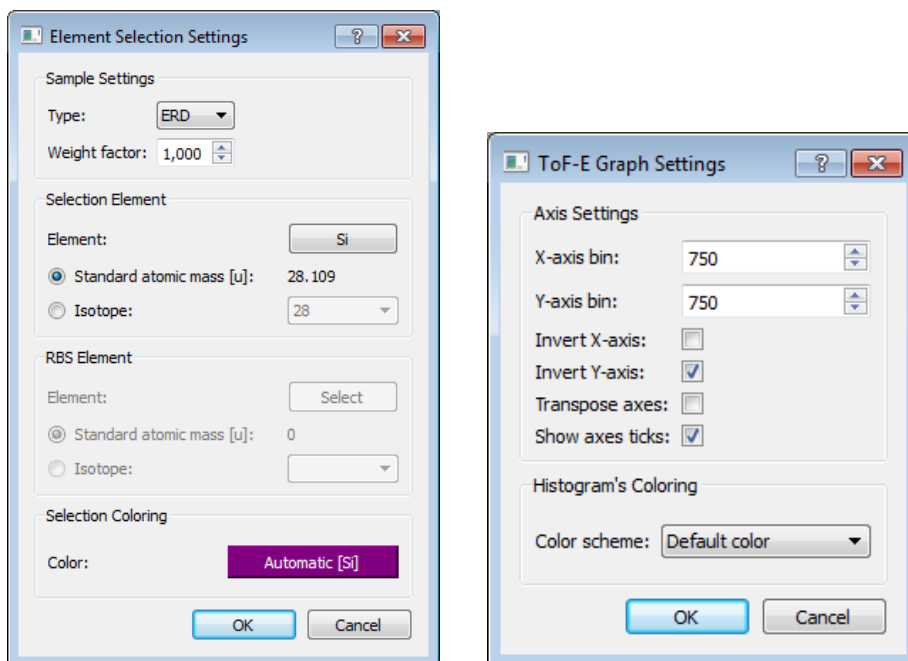 Element Selection Settings
Sample Settings
Type: ERD
Weight factor: 1,000
Selection Element
Element: Si
Standard atomic mass [u]: 28.109
Isotope: 28
RBS Element
Element: Select
Standard atomic mass [u]: 0
Isotope:
Selection Coloring
Color: Automatic [Si]
OK Cancel
ToF-E Graph Settings
Axis Settings
X-axis bin: 750
Y-axis bin: 750
Invert X-axis:
Invert Y-axis:
Transpose axes:
Show axes ticks:
Histogram's Coloring
Color scheme: Default color
OK Cancel